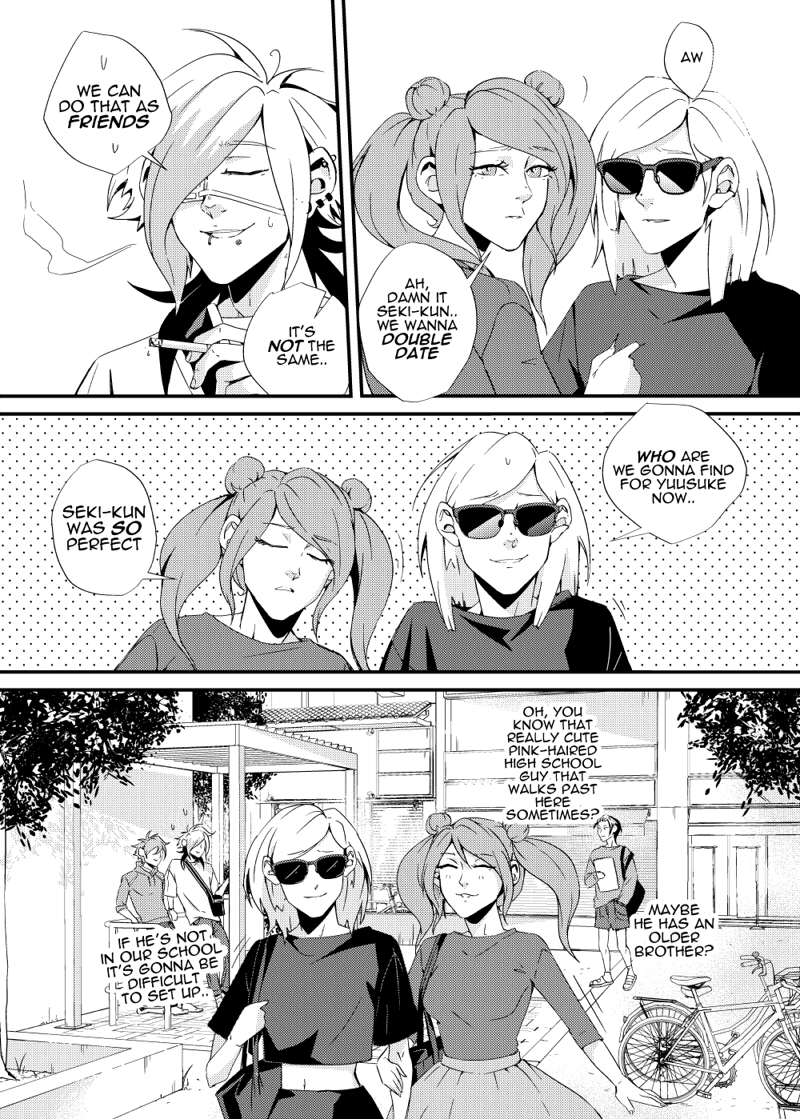 WE CAN
DO THAT AS
FRIENDS
IT'S
NOT THE
SAME..
AW
AH,
DAMN IT
SEKI-KUN..
WE WANNA
DOUBLE
DATE
SEKI-KUN
WAS SO
PERFECT
WHO ARE
WE GONNA FIND
FOR YUUSUKE
NOW..
OH, YOU
KNOW THAT
REALLY CUTE
PINK-HAIRED
HIGH SCHOOL
GUY THAT
WALKS PAST
HERE
SOMETIMES?
MAYBE
HE HAS AN
OLDER
BROTHER?
IF HE'S NOT
IN OUR SCHOOL
IT'S GONNA BE
DIFFICULT
TO SET UP..